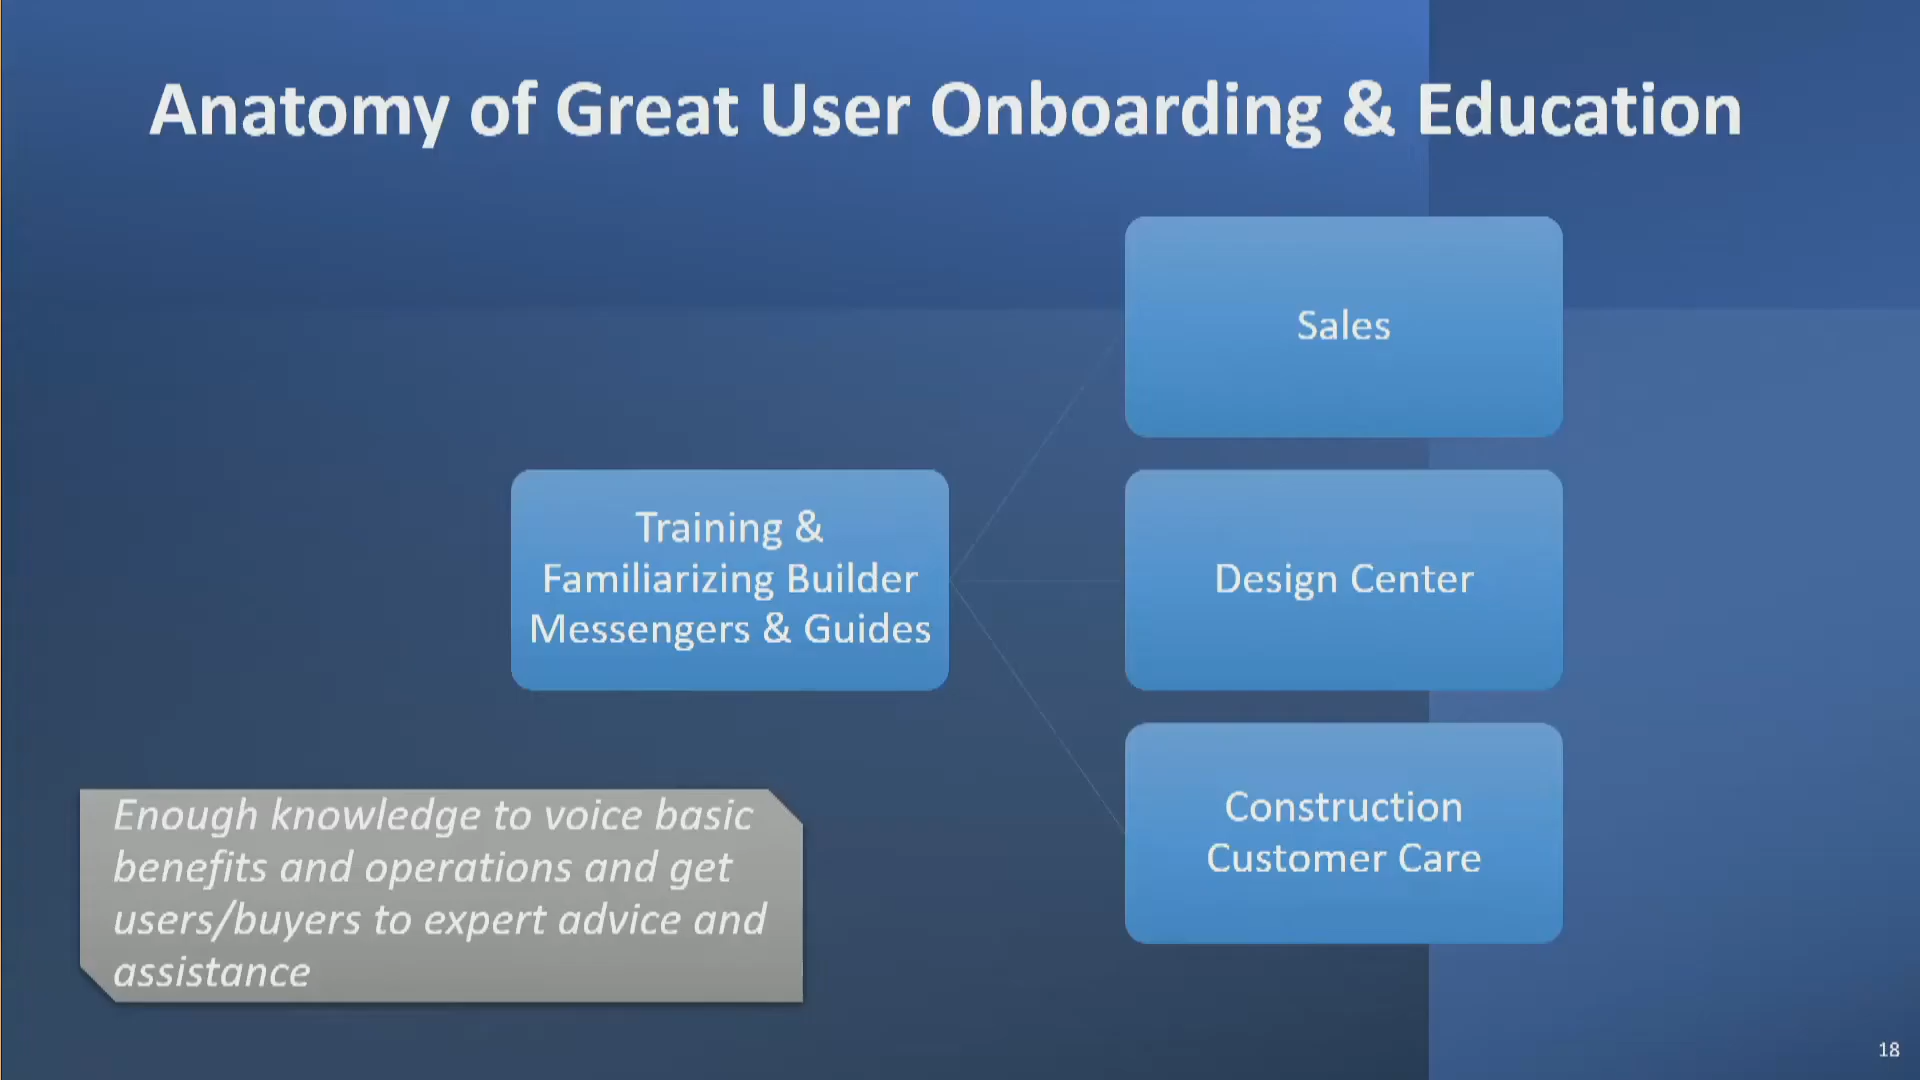 Anatomy of Great User Onboarding & Education
Sales
Training &
Familiarizing Builder
Messengers & Guides
Design Center
Construction
Customer Care
Enough knowledge to voice basic
benefits and operations and get
users/buyers to expert advice and
assistance
18